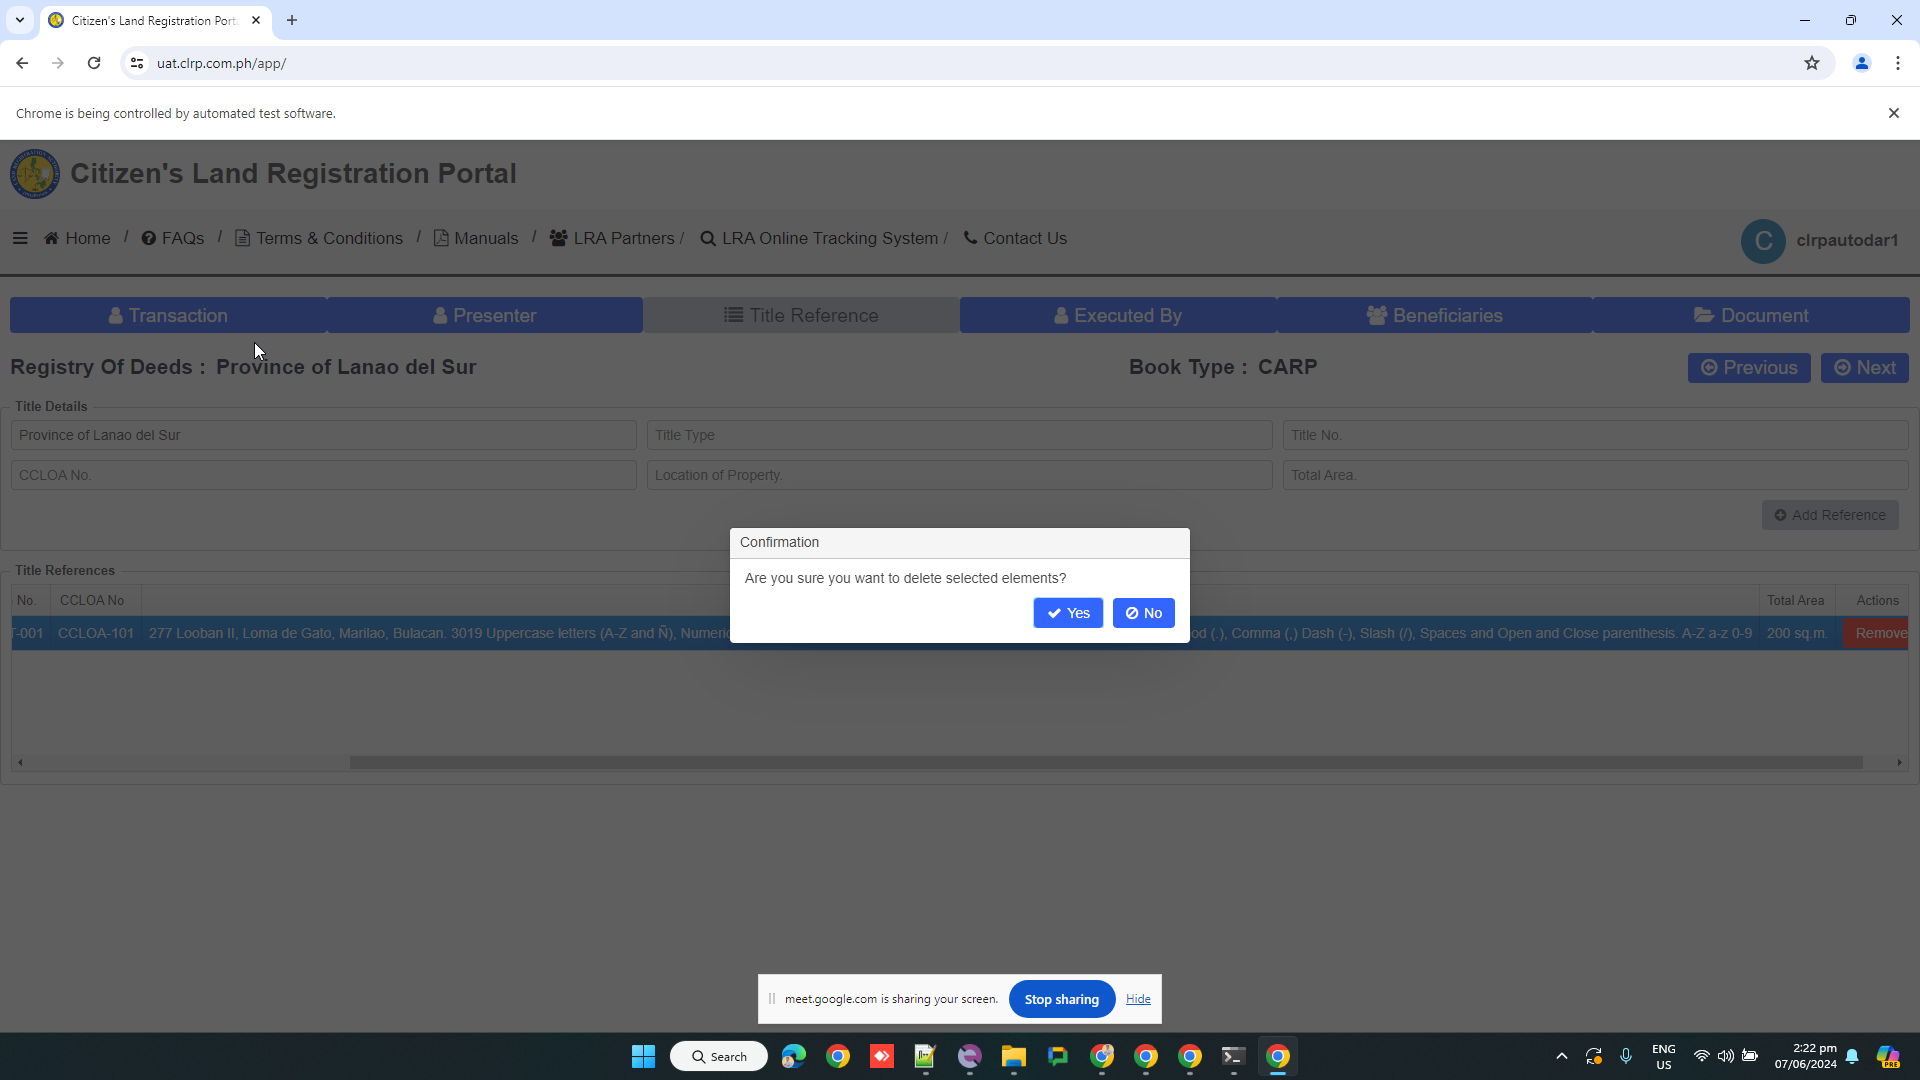 Citizen's Land Registration Port
uat.clrp.com.ph/app/
Chrome is being controlled by automated test software.
Citizen's Land Registration Portal
Home / FAQs / Terms & Conditions / Manuals / LRA Partners / LRA Online Tracking System / Contact Us
C clrpautodar1
Transaction Presenter Title Reference Executed By Beneficiaries Document
Registry Of Deeds : Province of Lanao del Sur Book Type : CARP Previous Next
Title Details
Province of Lanao del Sur Title Type Title No.
CCLOA No. Location of Property. Total Area.
Add Reference
Confirmation
Are you sure you want to delete selected elements?
Yes No
Title References
No. CCLOA No Total Area Actions
T-001 CCLOA-101 277 Looban II, Loma de Gato, Marilao, Bulacan. 3019 Uppercase letters (A-Z and Ñ), Numeri od (.), Comma (,) Dash (-), Slash (/), Spaces and Open and Close parenthesis. A-Z a-z 0-9 200 sq.m. Remove
meet.google.com is sharing your screen. Stop sharing Hide
Search
ENG
US
2:22 pm
07/06/2024
PRE